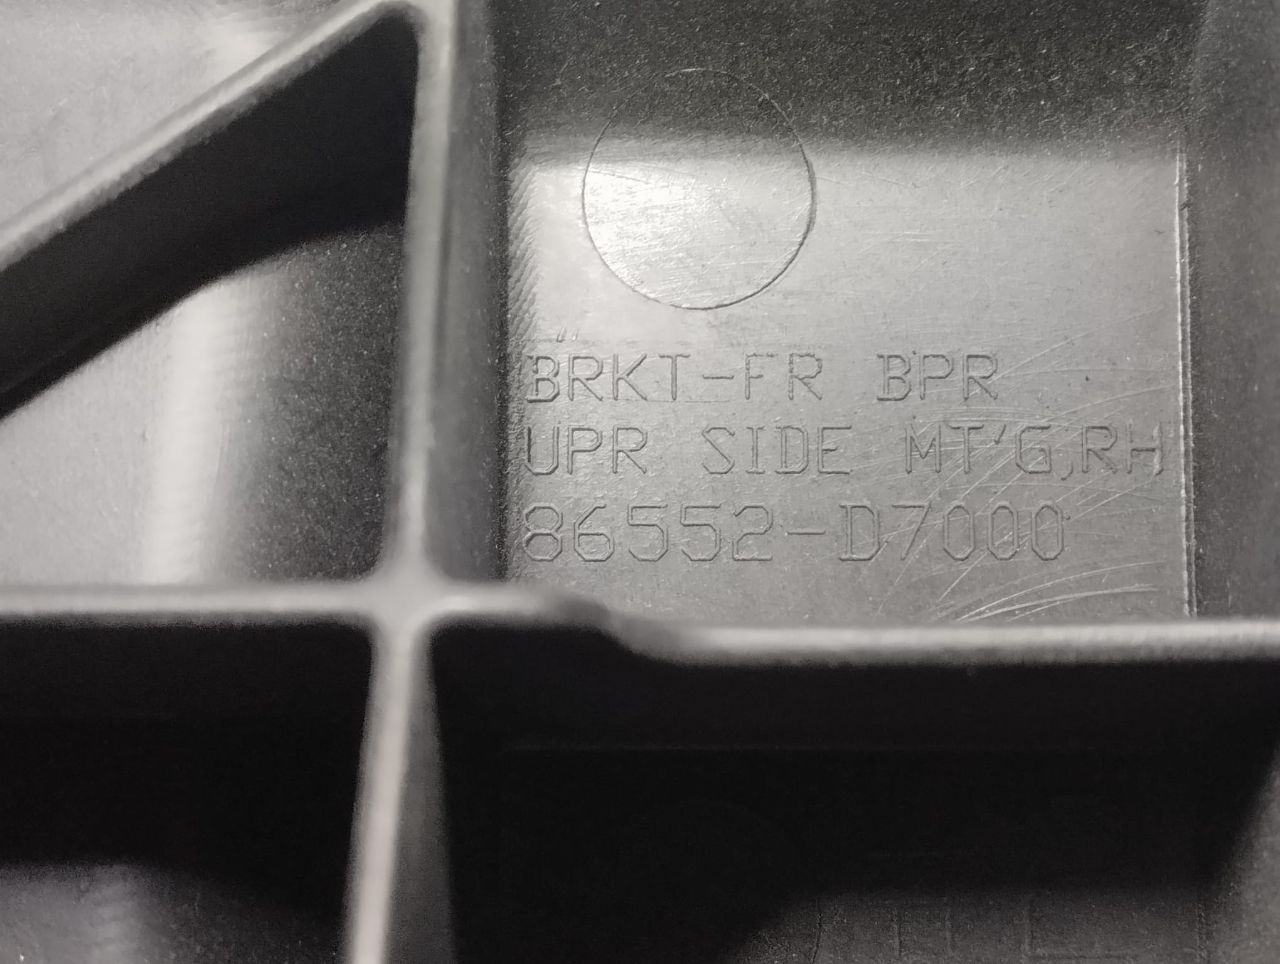 BRKT-FR BPR
UPR SIDE MT'G,RH
86552-D7000